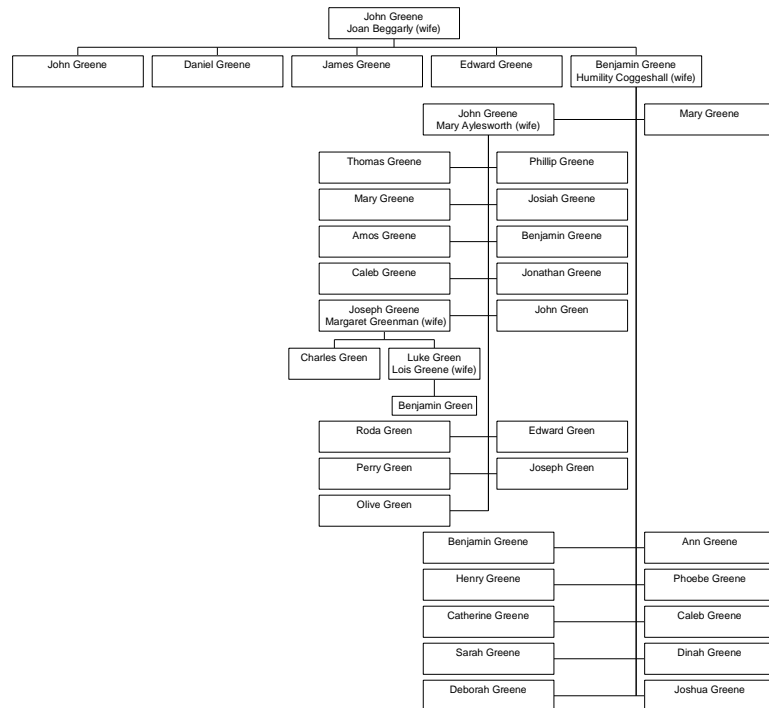 John Greene
Joan Beggarly (wife)
John Greene
Daniel Greene
James Greene
Edward Greene
Benjamin Greene
Humility Coggeshall (wife)
John Greene
Mary Aylesworth (wife)
Mary Greene
Thomas Greene
Phillip Greene
Mary Greene
Josiah Greene
Amos Greene
Benjamin Greene
Caleb Greene
Jonathan Greene
Joseph Greene
Margaret Greenman (wife)
John Green
Charles Green
Luke Green
Lois Greene (wife)
Benjamin Green
Roda Green
Edward Green
Perry Green
Joseph Green
Olive Green
Benjamin Greene
Ann Greene
Henry Greene
Phoebe Greene
Catherine Greene
Caleb Greene
Sarah Greene
Dinah Greene
Deborah Greene
Joshua Greene